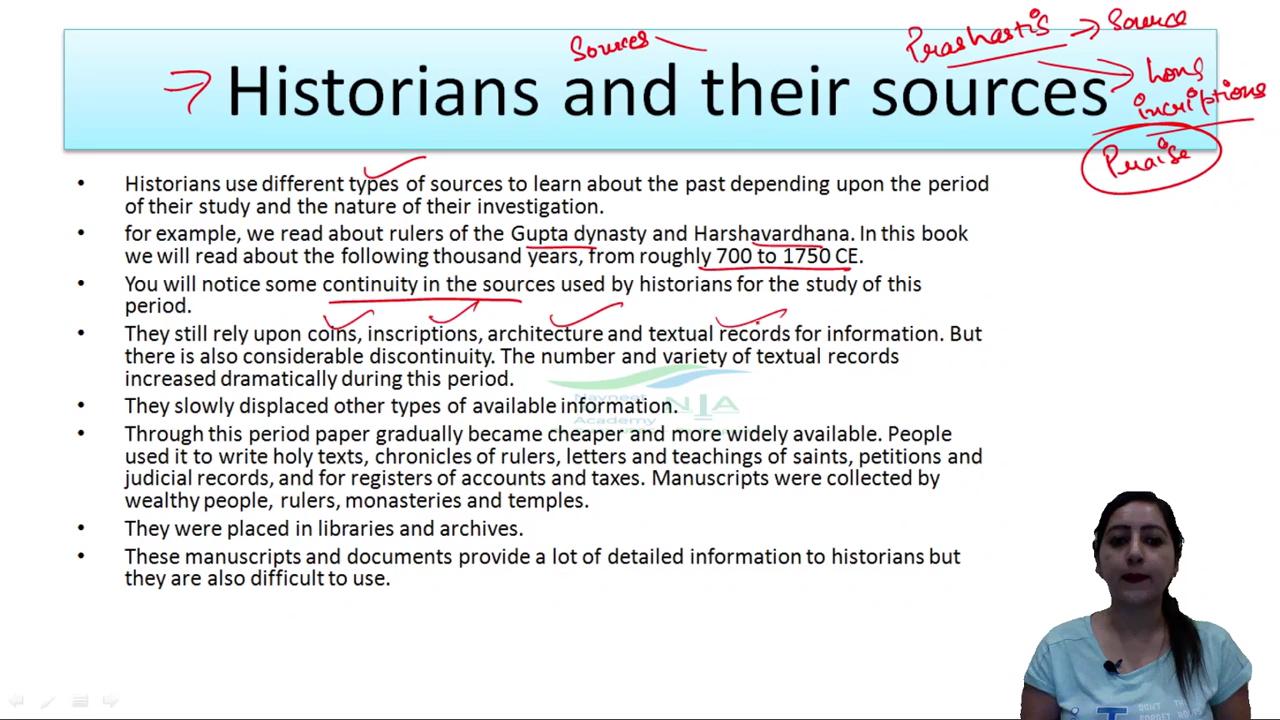 Prashastis → Source
Sources
→ Long
incriptions
Praise
→ Historians and their sources
• Historians use different types of sources to learn about the past depending upon the period
of their study and the nature of their investigation.
• for example, we read about rulers of the Gupta dynasty and Harshavardhana. In this book
we will read about the following thousand years, from roughly 700 to 1750 CE.
• You will notice some continuity in the sources used by historians for the study of this
period.
• They still rely upon coins, inscriptions, architecture and textual records for information. But
there is also considerable discontinuity. The number and variety of textual records
increased dramatically during this period.
• They slowly displaced other types of available information.
• Through this period paper gradually became cheaper and more widely available. People
used it to write holy texts, chronicles of rulers, letters and teachings of saints, petitions and
judicial records, and for registers of accounts and taxes. Manuscripts were collected by
wealthy people, rulers, monasteries and temples.
• They were placed in libraries and archives.
• These manuscripts and documents provide a lot of detailed information to historians but
they are also difficult to use.
Navneet
Academy
NIA
DON'T
FORGET